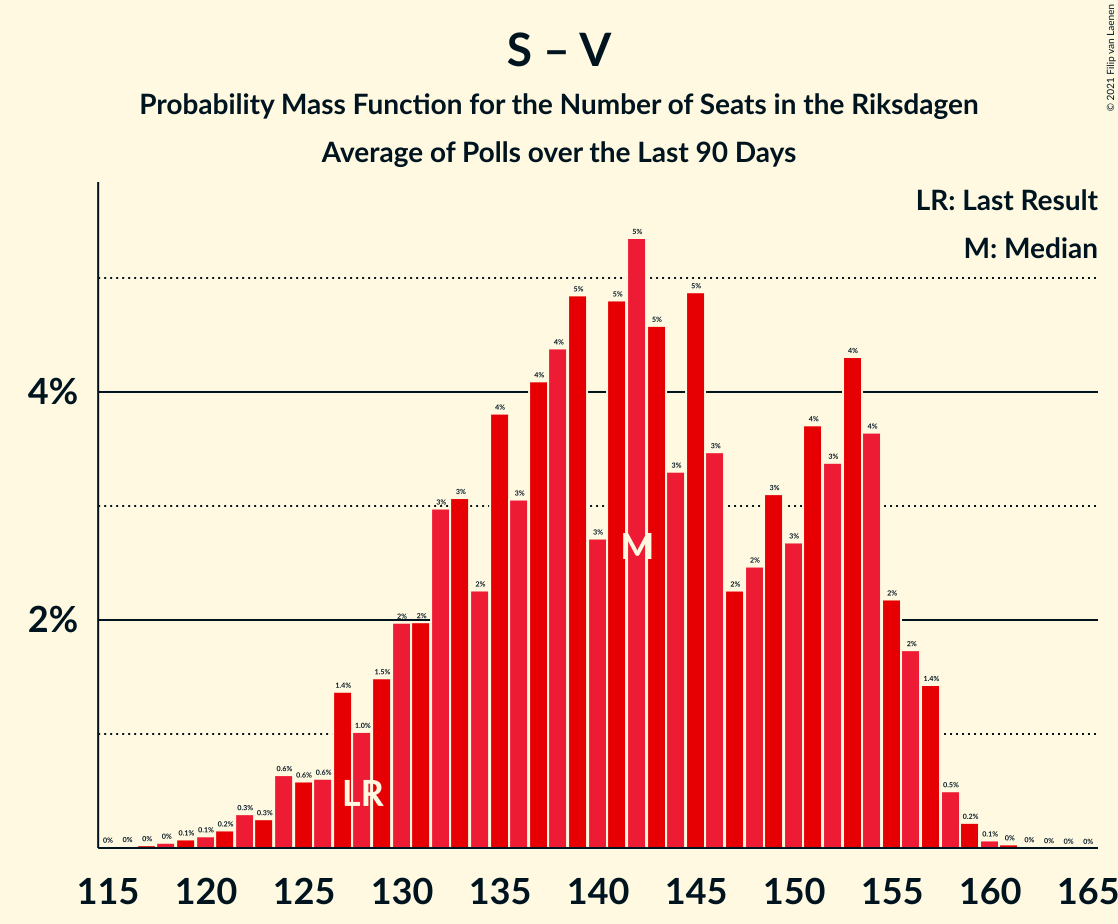 S – V
Probability Mass Function for the Number of Seats in the Riksdagen
Average of Polls over the Last 90 Days
© 2021 Filip van Laenen
LR: Last Result
M: Median
4%
2%
0% 0% 0% 0% 0.1% 0.1% 0.2% 0.3% 0.3% 0.6% 0.6% 0.6% 1.4% 1.0% 1.5% 2% 2% 3% 3% 2% 4% 3% 4% 4% 5% 3% 5% 5% 5% 3% 5% 3% 2% 2% 3% 3% 4% 3% 4% 4% 2% 2% 1.4% 0.5% 0.2% 0.1% 0% 0% 0% 0% 0%
M
LR
115 120 125 130 135 140 145 150 155 160 165